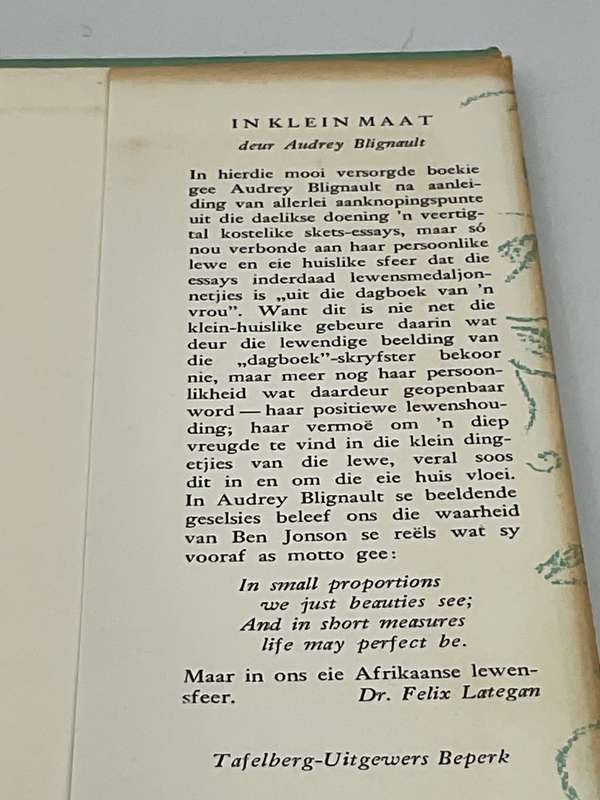 IN KLEIN MAAT
deur Audrey Blignault
In hierdie mooi versorgde boekie
gee Audrey Blignault na aanlei-
ding van allerlei aanknopingspunte
uit die daelikse doening 'n veertig-
tal kostelike skets-essays, maar só
nou verbonde aan haar persoonlike
lewe en eie huislike sfeer dat die
essays inderdaad lewensmedaljon-
netjies is „uit die dagboek van 'n
vrou”. Want dit is nie net die
klein-huislike gebeure daarin wat
deur die lewendige beelding van
die „dagboek”-skryfster bekoor
nie, maar meer nog haar persoon-
likheid wat daardeur geopenbaar
word — haar positiewe lewenshou-
ding; haar vermoë om 'n diep
vreugde te vind in die klein ding-
etjies van die lewe, veral soos
dit in en om die eie huis vloei.
In Audrey Blignault se beeldende
geselsies beleef ons die waarheid
van Ben Jonson se reëls wat sy
vooraf as motto gee:
In small proportions
we just beauties see;
And in short measures
life may perfect be.
Maar in ons eie Afrikaanse lewen-
sfeer. Dr. Felix Lategan
Tafelberg-Uitgewers Beperk